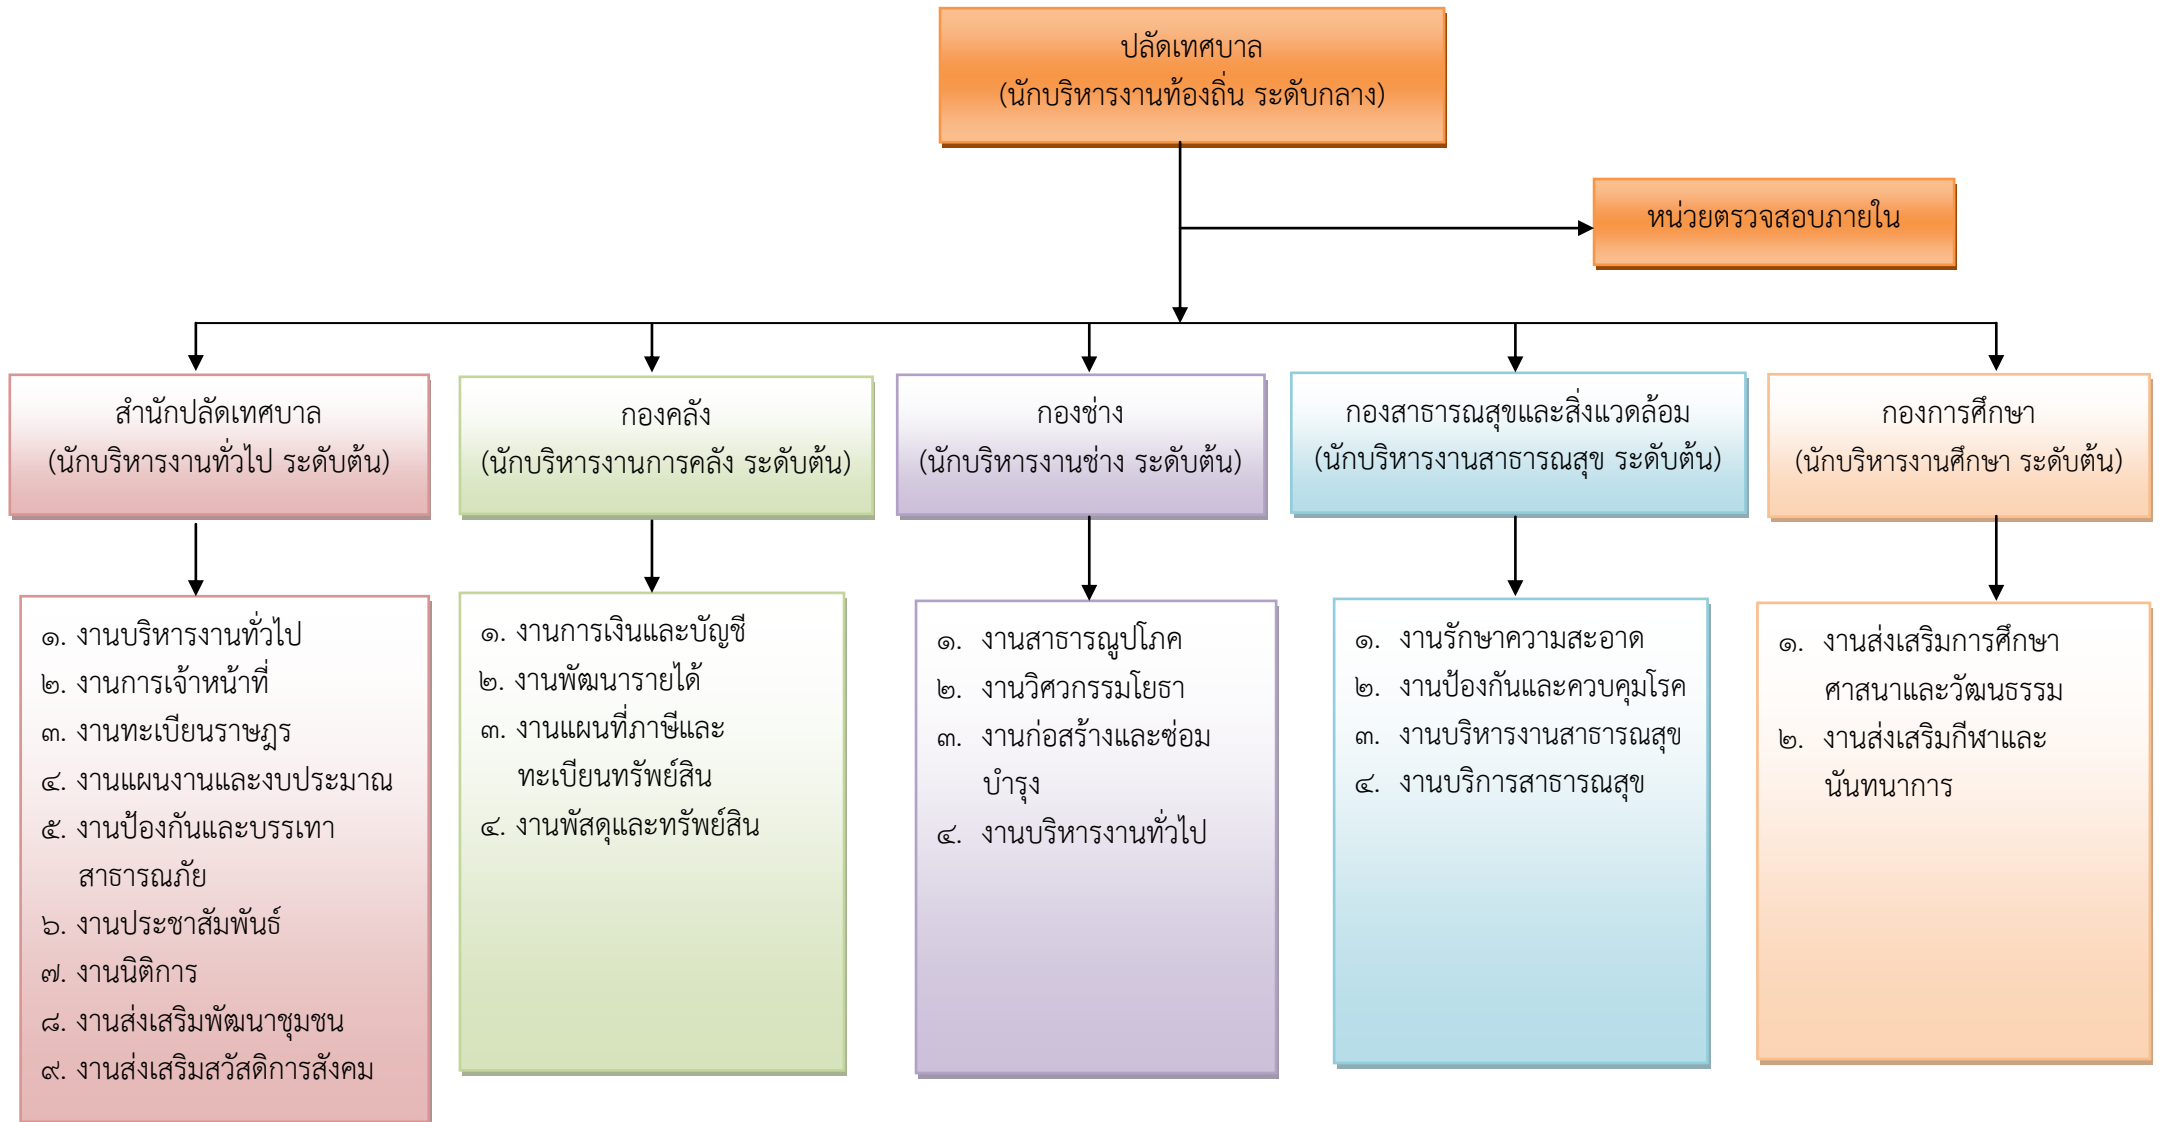 ปลัดเทศบาล
(นักบริหารงานท้องถิ่น ระดับกลาง)
หน่วยตรวจสอบภายใน
สำนักปลัดเทศบาล
(นักบริหารงานทั่วไป ระดับต้น)
กองคลัง
(นักบริหารงานการคลัง ระดับต้น)
กองช่าง
(นักบริหารงานช่าง ระดับต้น)
กองสาธารณสุขและสิ่งแวดล้อม
(นักบริหารงานสาธารณสุข ระดับต้น)
กองการศึกษา
(นักบริหารงานศึกษา ระดับต้น)
๑. งานบริหารงานทั่วไป
๒. งานการเจ้าหน้าที่
๓. งานทะเบียนราษฎร
๔. งานแผนงานและงบประมาณ
๕. งานป้องกันและบรรเทา
สาธารณภัย
๖. งานประชาสัมพันธ์
๗. งานนิติการ
๘. งานส่งเสริมพัฒนาชุมชน
๙. งานส่งเสริมสวัสดิการสังคม
๑. งานการเงินและบัญชี
๒. งานพัฒนารายได้
๓. งานแผนที่ภาษีและ
ทะเบียนทรัพย์สิน
๔. งานพัสดุและทรัพย์สิน
๑. งานสาธารณูปโภค
๒. งานวิศวกรรมโยธา
๓. งานก่อสร้างและซ่อม
บำรุง
๔. งานบริหารงานทั่วไป
๑. งานรักษาความสะอาด
๒. งานป้องกันและควบคุมโรค
๓. งานบริหารงานสาธารณสุข
๔. งานบริการสาธารณสุข
๑. งานส่งเสริมการศึกษา
ศาสนาและวัฒนธรรม
๒. งานส่งเสริมกีฬาและ
นันทนาการ